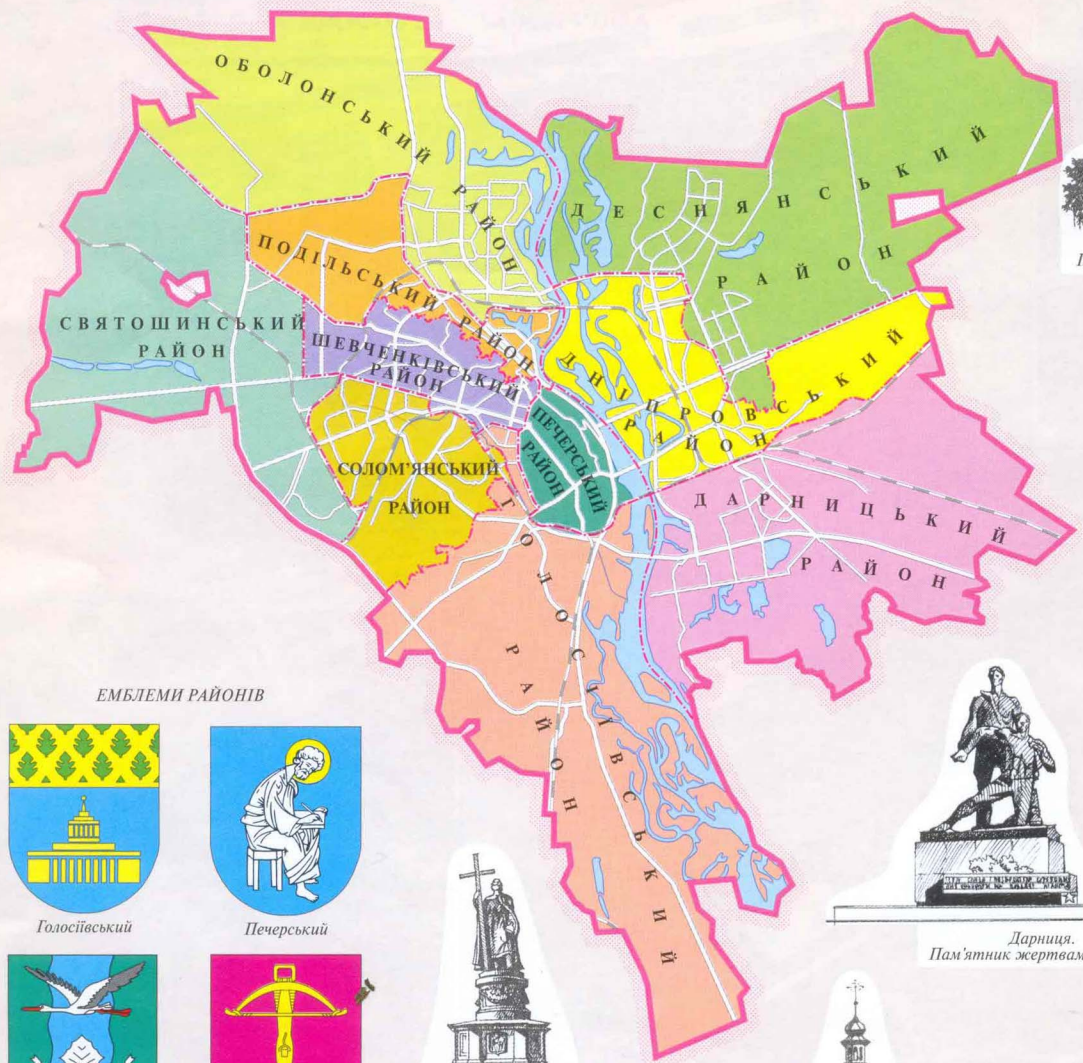 ОБОЛОНСЬКИЙ РАЙОН
ДЕСНЯНСЬКИЙ РАЙОН
ПОДІЛЬСЬКИЙ РАЙОН
СВЯТОШИНСЬКИЙ
РАЙОН
ШЕВЧЕНКІВСЬКИЙ
РАЙОН
ДНІПРОВСЬКИЙ
РАЙОН
ПЕЧЕРСЬКИЙ
РАЙОН
СОЛОМ'ЯНСЬКИЙ
РАЙОН
ДАРНИЦЬКИЙ
РАЙОН
ГОЛОСІЇВСЬКИЙ
РАЙОН
ЕМБЛЕМИ РАЙОНІВ
Голосіївський
Печерський
Дарниця.
Пам'ятник жертвам